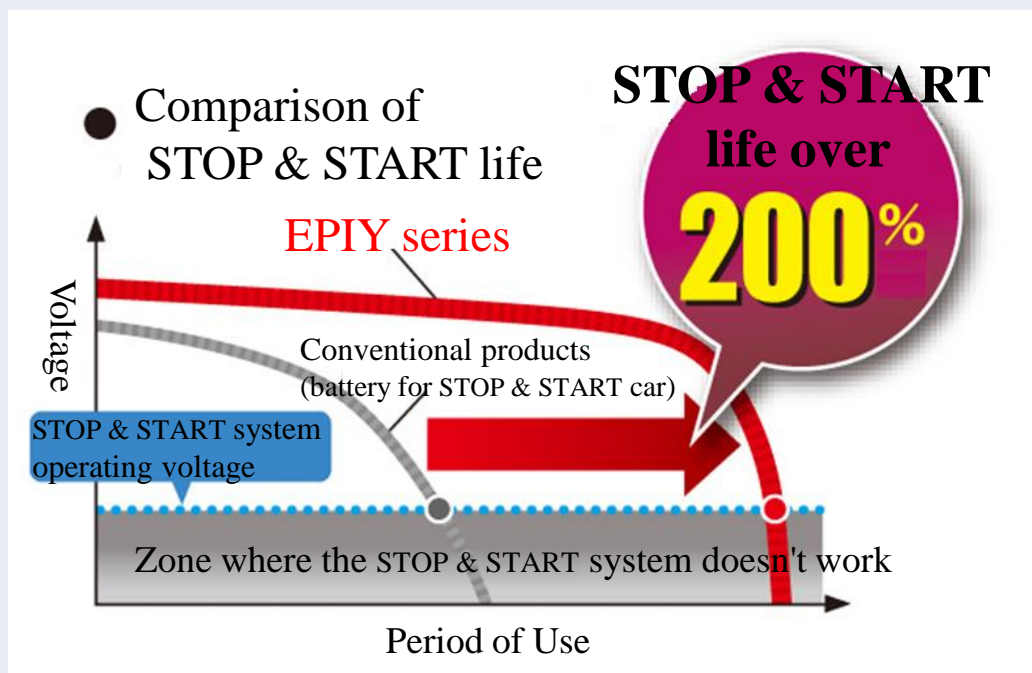 STOP & START
life over
200%
Comparison of
STOP & START life
EPIY series
Voltage
Conventional products
(battery for STOP & START car)
STOP & START system
operating voltage
Zone where the STOP & START system doesn't work
Period of Use